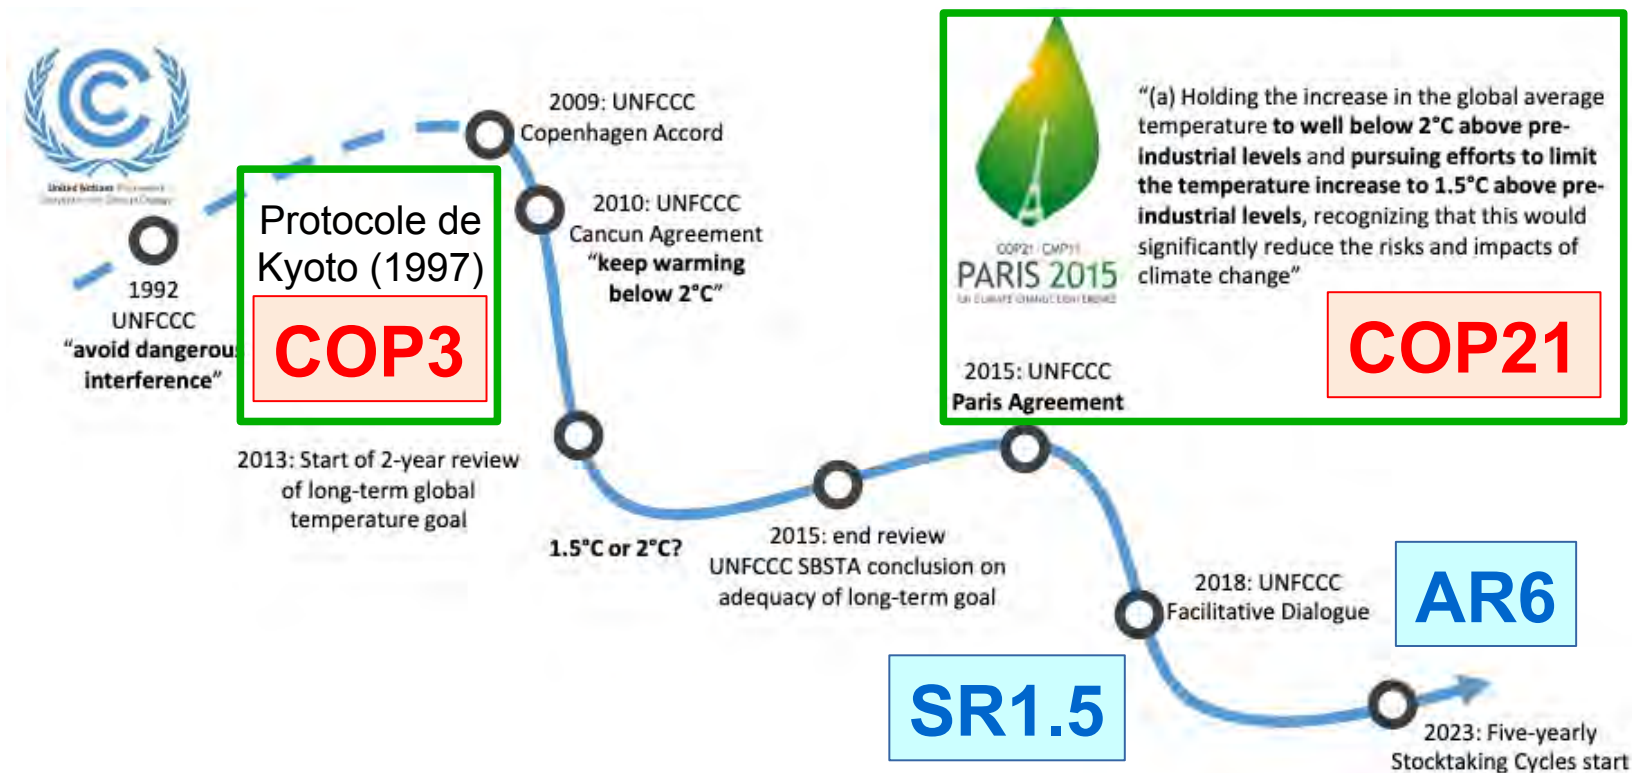 United Nations
1992
UNFCCC
“avoid dangerous
interference”
Protocole de
Kyoto (1997)
COP3
2009: UNFCCC
Copenhagen Accord
2010: UNFCCC
Cancun Agreement
“keep warming
below 2°C”
2013: Start of 2-year review
of long-term global
temperature goal
1.5°C or 2°C?
2015: end review
UNFCCC SBSTA conclusion on
adequacy of long-term goal
COP21 · CMP11
PARIS 2015
UN CLIMATE CHANGE CONFERENCE
“(a) Holding the increase in the global average
temperature to well below 2°C above pre-
industrial levels and pursuing efforts to limit
the temperature increase to 1.5°C above pre-
industrial levels, recognizing that this would
significantly reduce the risks and impacts of
climate change”
COP21
2015: UNFCCC
Paris Agreement
2018: UNFCCC
Facilitative Dialogue
AR6
SR1.5
2023: Five-yearly
Stocktaking Cycles start